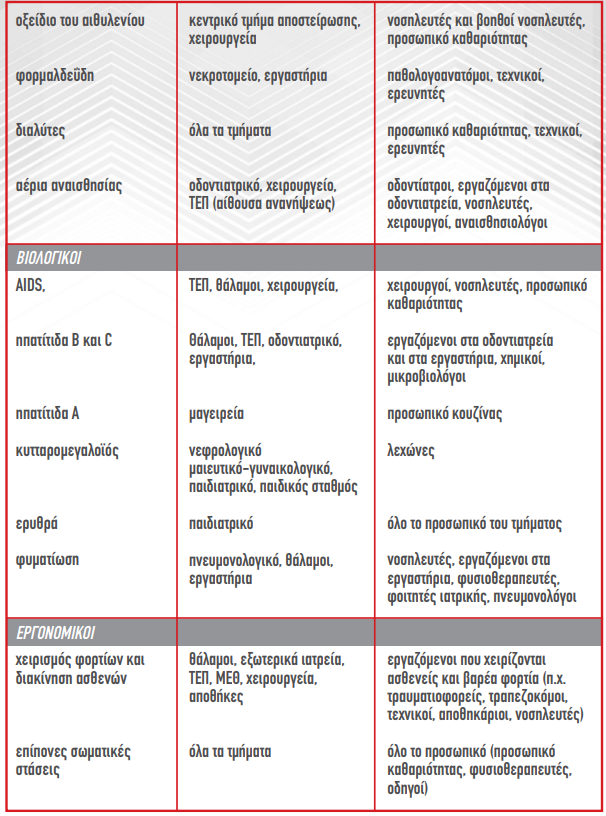 οξείδιο του αιθυλενίου
κεντρικό τμήμα αποστείρωσης,
χειρουργεία
νοσηλευτές και βοηθοί νοσηλευτές,
προσωπικό καθαριότητας
φορμαλδεΰδη
νεκροτομείο, εργαστήρια
παθολογοανατόμοι, τεχνικοί,
ερευνητές
διαλύτες
όλα τα τμήματα
προσωπικό καθαριότητας, τεχνικοί,
ερευνητές
αέρια αναισθησίας
οδοντιατρικό, χειρουργείο,
ΤΕΠ (αίθουσα ανανήψεως)
οδοντίατροι, εργαζόμενοι στα
οδοντιατρεία, νοσηλευτές,
χειρουργοί, αναισθησιολόγοι
ΒΙΟΛΟΓΙΚΟΙ
AIDS,
ΤΕΠ, θάλαμοι, χειρουργεία,
χειρουργοί, νοσηλευτές, προσωπικό
καθαριότητας
ηπατίτιδα B και C
Θάλαμοι, ΤΕΠ, οδοντιατρικό,
εργαστήρια,
εργαζόμενοι στα οδοντιατρεία
και στα εργαστήρια, χημικοί,
μικροβιολόγοι
ηπατίτιδα A
μαγειρεία
προσωπικό κουζίνας
κυτταρομεγαλοϊός
νεφρολογικό
μαιευτικό-γυναικολογικό,
παιδιατρικό, παιδικός σταθμός
λεχώνες
ερυθρά
παιδιατρικό
όλο το προσωπικό του τμήματος
φυματίωση
πνευμονολογικό, θάλαμοι,
εργαστήρια
νοσηλευτές, εργαζόμενοι στα
εργαστήρια, φυσιοθεραπευτές,
φοιτητές ιατρικής, πνευμονολόγοι
ΕΡΓΟΝΟΜΙΚΟΙ
χειρισμός φορτίων και
διακίνηση ασθενών
θάλαμοι, εξωτερικά ιατρεία,
ΤΕΠ, ΜΕΘ, χειρουργεία,
αποθήκες
εργαζόμενοι που χειρίζονται
ασθενείς και βαρέα φορτία (π.χ.
τραυματιοφορείς, τραπεζοκόμοι,
τεχνικοί, αποθηκάριοι, νοσηλευτές)
επίπονες σωματικές
στάσεις
όλα τα τμήματα
όλο το προσωπικό (προσωπικό
καθαριότητας, φυσιοθεραπευτές,
οδηγοί)